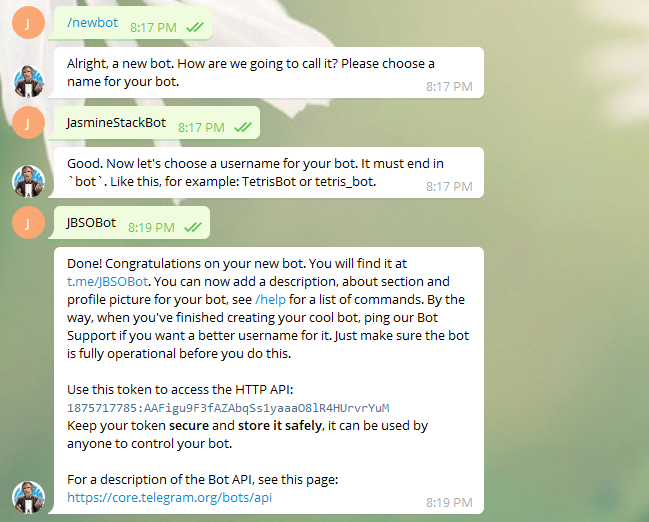 J
/newbot 8:17 PM
Alright, a new bot. How are we going to call it? Please choose a
name for your bot.
8:17 PM
J
JasmineStackBot 8:17 PM
Good. Now let's choose a username for your bot. It must end in
`bot`. Like this, for example: TetrisBot or tetris_bot.
8:17 PM
J
JBSOBot 8:19 PM
Done! Congratulations on your new bot. You will find it at
t.me/JBSOBot. You can now add a description, about section and
profile picture for your bot, see /help for a list of commands. By the
way, when you've finished creating your cool bot, ping our Bot
Support if you want a better username for it. Just make sure the bot
is fully operational before you do this.
Use this token to access the HTTP API:
1875717785:AAFigu9F3fAZAbqSs1yaaaO8lR4HUrvrYuM
Keep your token secure and store it safely, it can be used by
anyone to control your bot.
For a description of the Bot API, see this page:
https://core.telegram.org/bots/api
8:19 PM